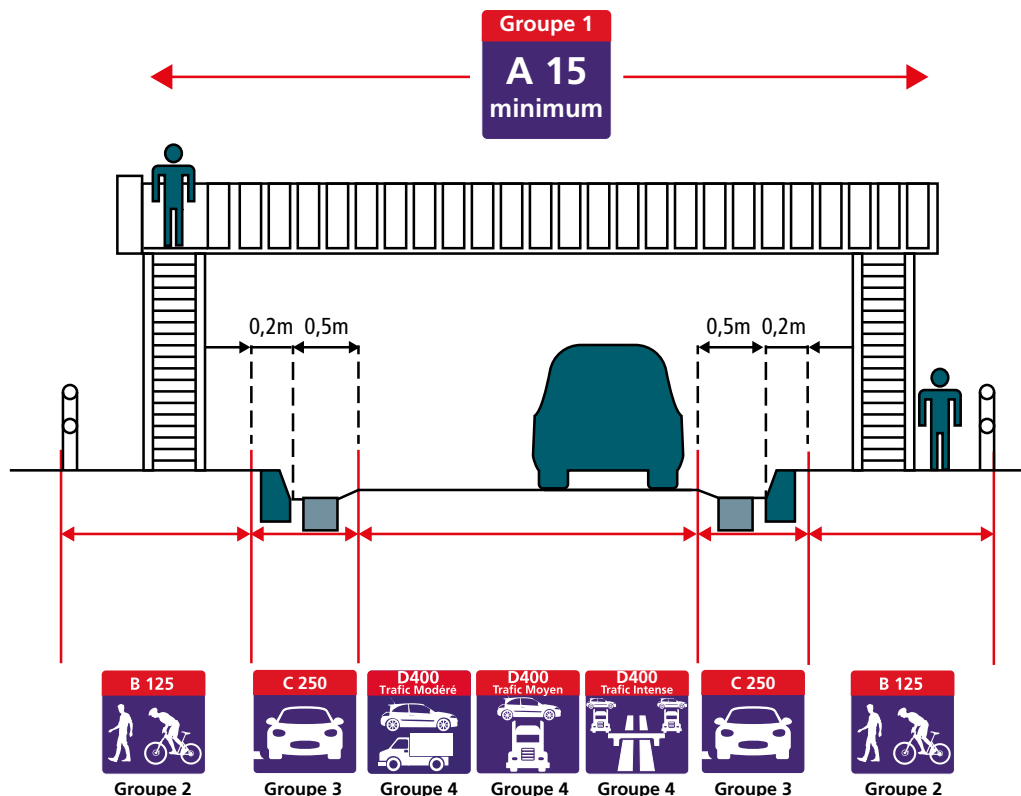 Groupe 1
A 15
minimum
0,2m 0,5m 0,5m 0,2m
B 125 C 250 D400 D400 D400 C 250 B 125
Trafic Modéré Trafic Moyen Trafic Intense
Groupe 2 Groupe 3 Groupe 4 Groupe 4 Groupe 4 Groupe 3 Groupe 2